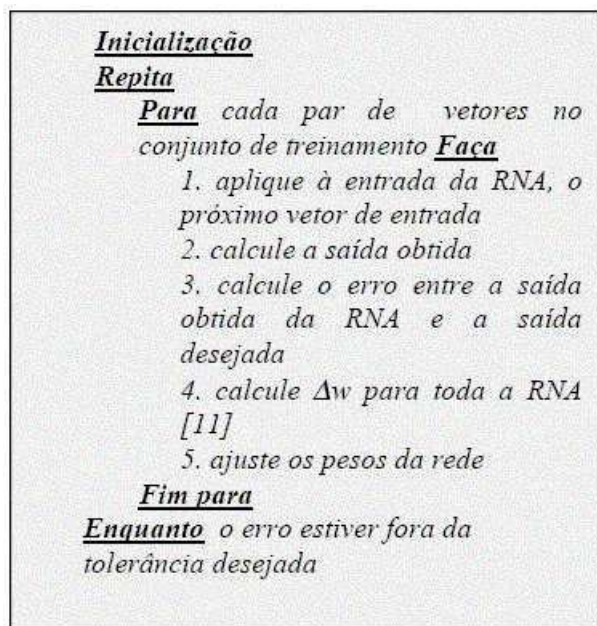 Inicialização
Repita
Para cada par de vetores no
conjunto de treinamento Faça
1. aplique à entrada da RNA, o
próximo vetor de entrada
2. calcule a saída obtida
3. calcule o erro entre a saída
obtida da RNA e a saída
desejada
4. calcule Δw para toda a RNA
[11]
5. ajuste os pesos da rede
Fim para
Enquanto o erro estiver fora da
tolerância desejada